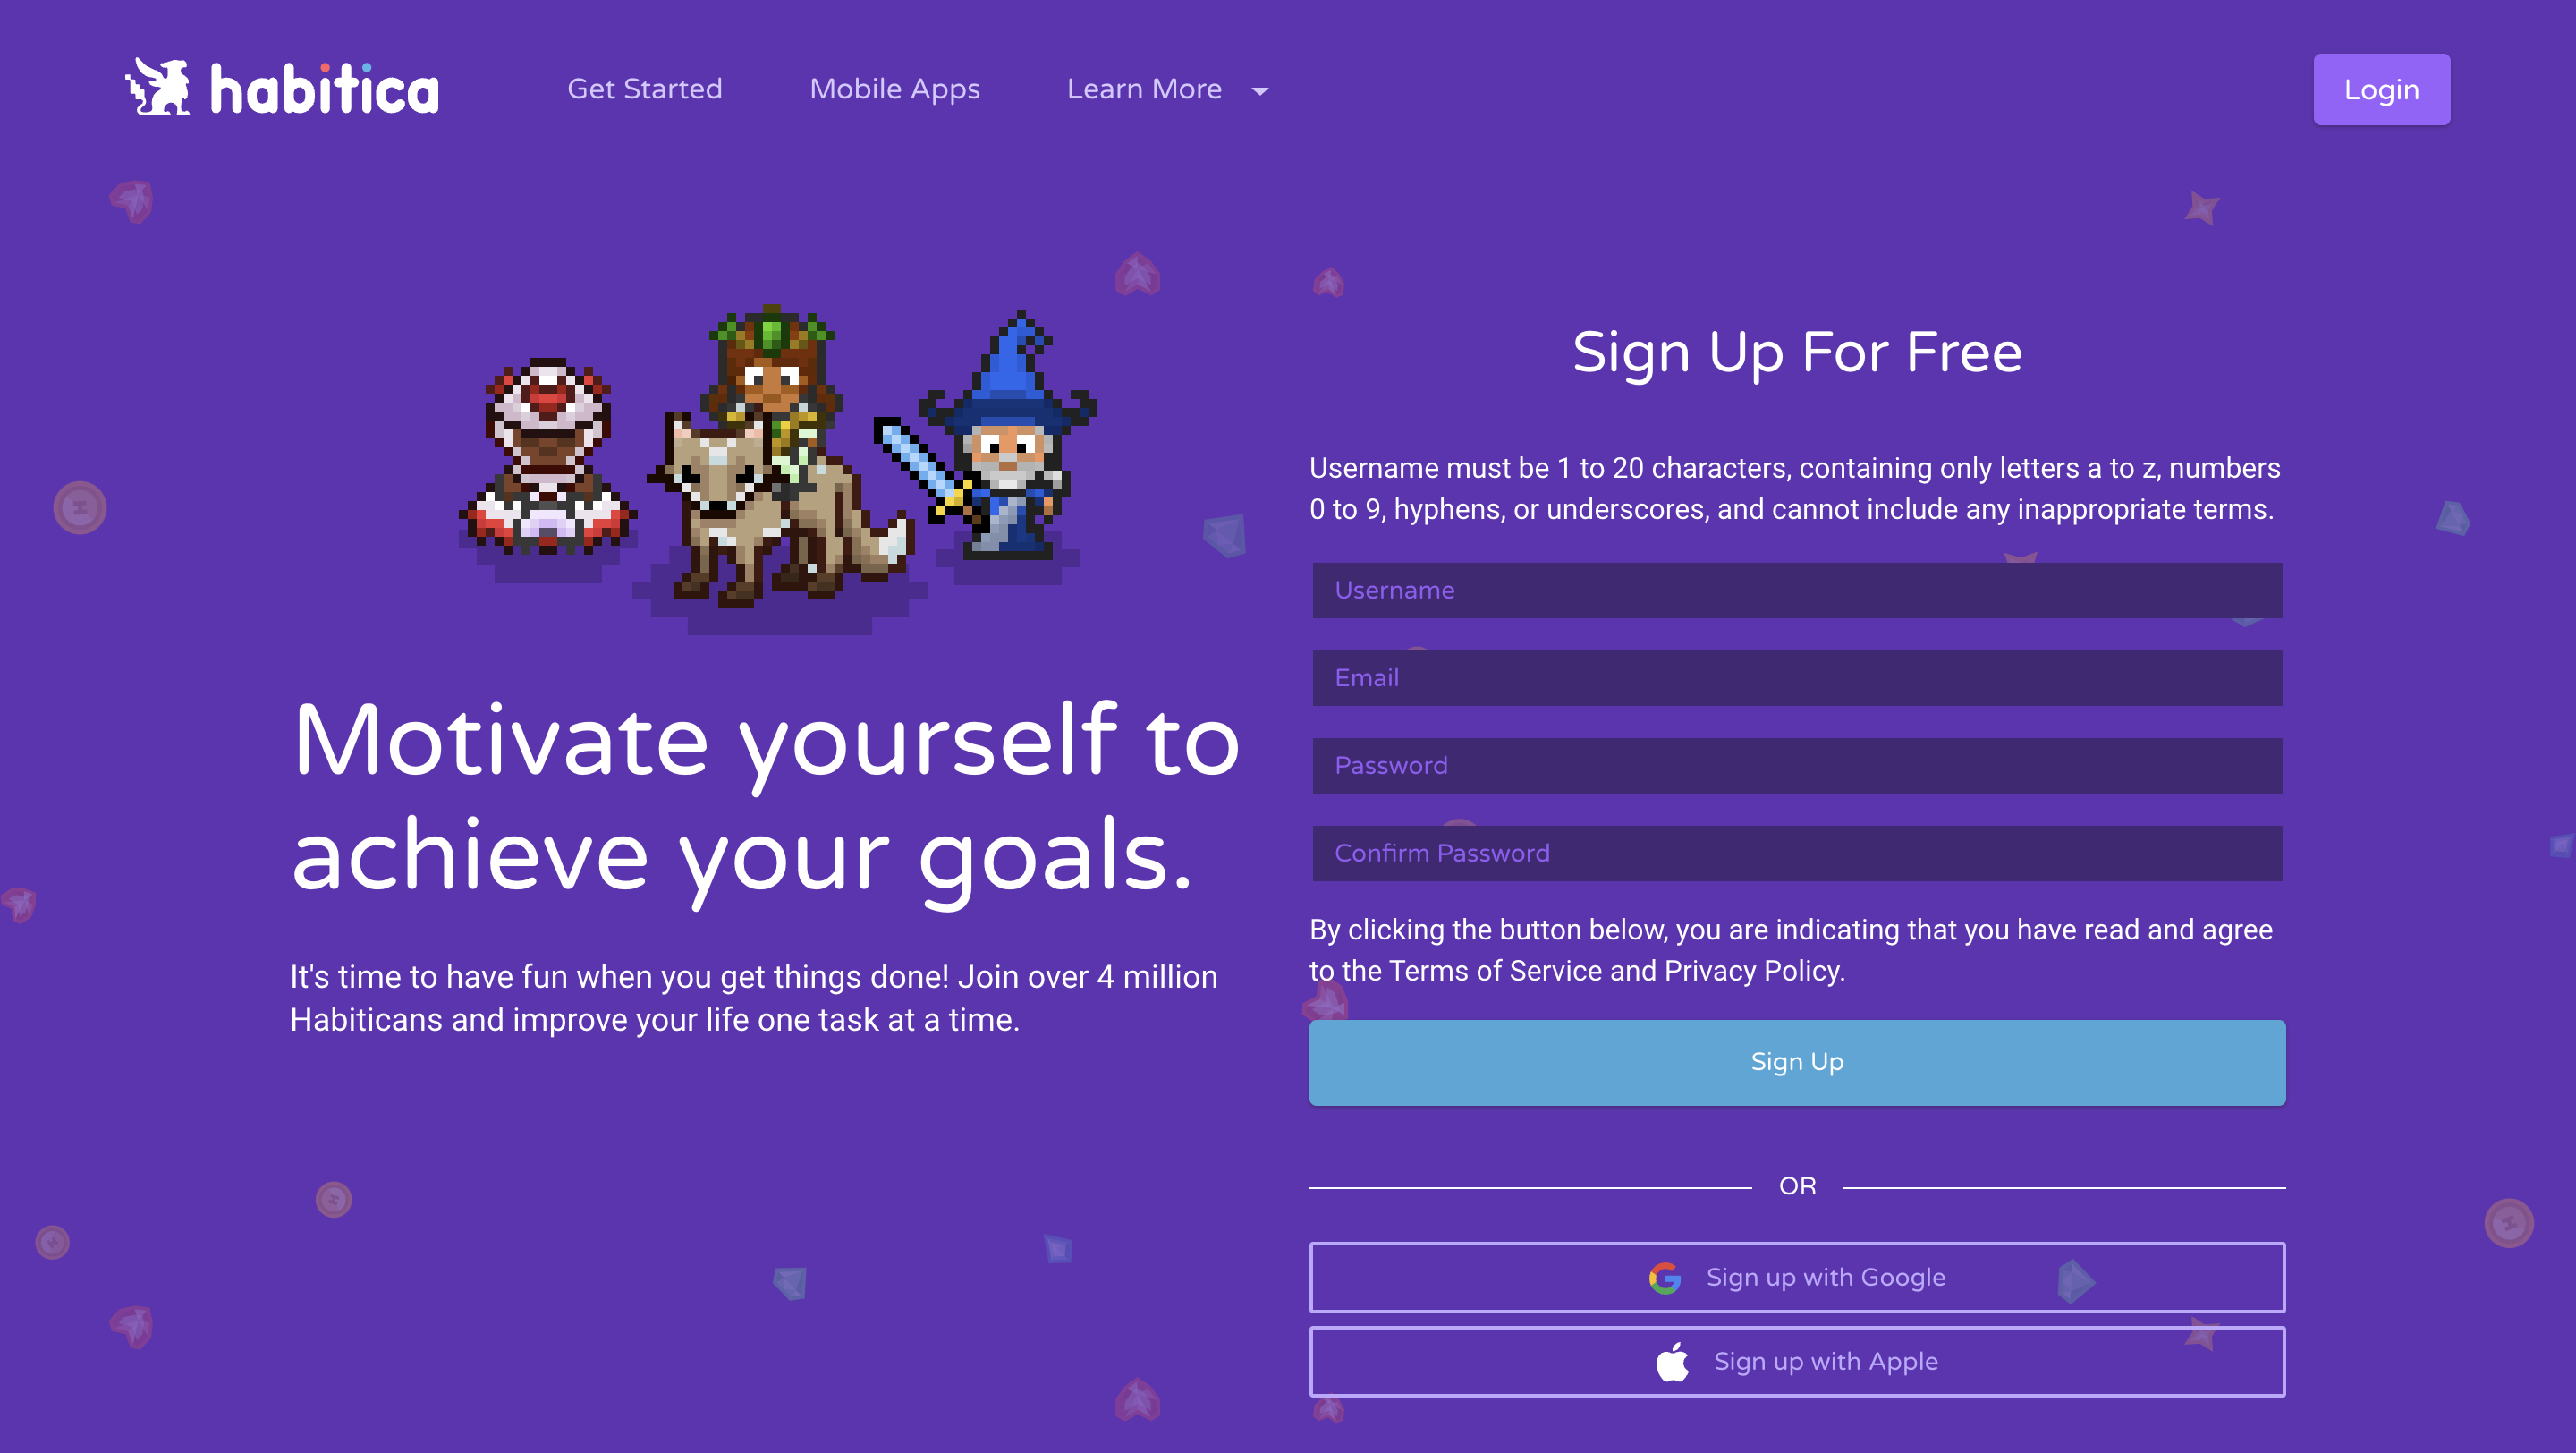 habitica
Get Started
Mobile Apps
Learn More
Login
Motivate yourself to
achieve your goals.
It's time to have fun when you get things done! Join over 4 million
Habiticans and improve your life one task at a time.
Sign Up For Free
Username must be 1 to 20 characters, containing only letters a to z, numbers
0 to 9, hyphens, or underscores, and cannot include any inappropriate terms.
Username
Email
Password
Confirm Password
By clicking the button below, you are indicating that you have read and agree
to the Terms of Service and Privacy Policy.
Sign Up
OR
Sign up with Google
Sign up with Apple